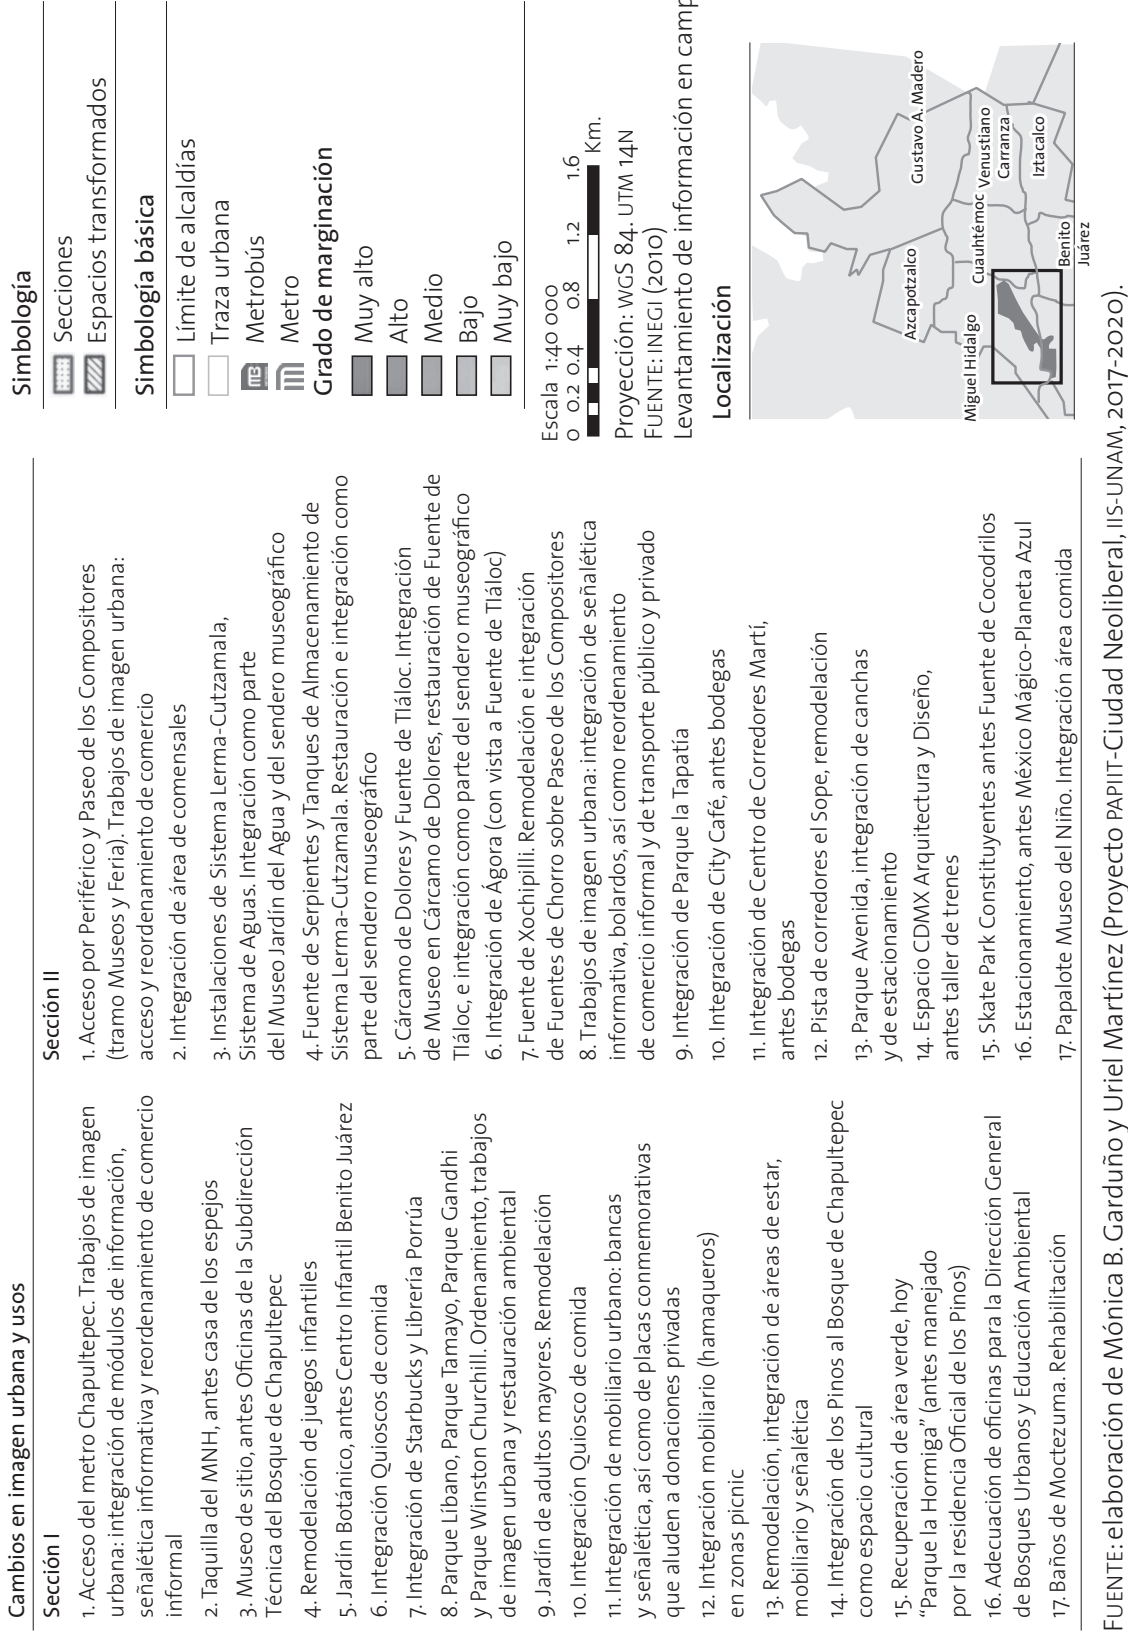 Cambios en imagen urbana y usos
Sección I
1. Acceso del metro Chapultepec. Trabajos de imagen
urbana: integración de módulos de información,
señalética informativa y reordenamiento de comercio
informal
2. Taquilla del MNH, antes casa de los espejos
3. Museo de sitio, antes Oficinas de la Subdirección
Técnica del Bosque de Chapultepec
4. Remodelación de juegos infantiles
5. Jardín Botánico, antes Centro Infantil Benito Juárez
6. Integración Quioscos de comida
7. Integración de Starbucks y Librería Porrúa
8. Parque Líbano, Parque Tamayo, Parque Gandhi
y Parque Winston Churchill. Ordenamiento, trabajos
de imagen urbana y restauración ambiental
9. Jardín de adultos mayores. Remodelación
10. Integración Quiosco de comida
11. Integración de mobiliario urbano: bancas
y señalética, así como de placas conmemorativas
que aluden a donaciones privadas
12. Integración mobiliario (hamaqueros)
en zonas picnic
13. Remodelación, integración de áreas de estar,
mobiliario y señalética
14. Integración de los Pinos al Bosque de Chapultepec
como espacio cultural
15. Recuperación de área verde, hoy
“Parque la Hormiga” (antes manejado
por la residencia Oficial de los Pinos)
16. Adecuación de oficinas para la Dirección General
de Bosques Urbanos y Educación Ambiental
17. Baños de Moctezuma. Rehabilitación
Sección II
1. Acceso por Periférico y Paseo de los Compositores
(tramo Museos y Feria). Trabajos de imagen urbana:
acceso y reordenamiento de comercio
2. Integración de área de comensales
3. Instalaciones de Sistema Lerma-Cutzamala,
Sistema de Aguas. Integración como parte
del Museo Jardín del Agua y del sendero museográfico
4. Fuente de Serpientes y Tanques de Almacenamiento de
Sistema Lerma-Cutzamala. Restauración e integración como
parte del sendero museográfico
5. Cárcamo de Dolores y Fuente de Tláloc. Integración
de Museo en Cárcamo de Dolores, restauración de Fuente de
Tláloc, e integración como parte del sendero museográfico
6. Integración de Ágora (con vista a Fuente de Tláloc)
7. Fuente de Xochipilli. Remodelación e integración
de Fuentes de Chorro sobre Paseo de los Compositores
8. Trabajos de imagen urbana: integración de señalética
informativa, bolardos, así como reordenamiento
de comercio informal y de transporte público y privado
9. Integración de Parque la Tapatía
10. Integración de City Café, antes bodegas
11. Integración de Centro de Corredores Martí,
antes bodegas
12. Pista de corredores el Sope, remodelación
13. Parque Avenida, integración de canchas
y de estacionamiento
14. Espacio CDMX Arquitectura y Diseño,
antes taller de trenes
15. Skate Park Constituyentes antes Fuente de Cocodrilos
16. Estacionamiento, antes México Mágico-Planeta Azul
17. Papalote Museo del Niño. Integración área comida
Simbología
Secciones
Espacios transformados
Simbología básica
Límite de alcaldías
Traza urbana
MB Metrobús
Metro
Grado de marginación
Muy alto
Alto
Medio
Bajo
Muy bajo
Escala 1:40 000
0 0.2 0.4 0.8 1.2 1.6
Km.
Proyección: WGS 84. UTM 14N
FUENTE: INEGI (2010)
Levantamiento de información en camp
Localización
Gustavo A. Madero
Azcapotzalco
Miguel Hidalgo
Cuauhtémoc
Venustiano
Carranza
Iztacalco
Benito
Juárez
FUENTE: elaboración de Mónica B. Garduño y Uriel Martínez (Proyecto PAPIIT-Ciudad Neoliberal, IIS-UNAM, 2017-2020).